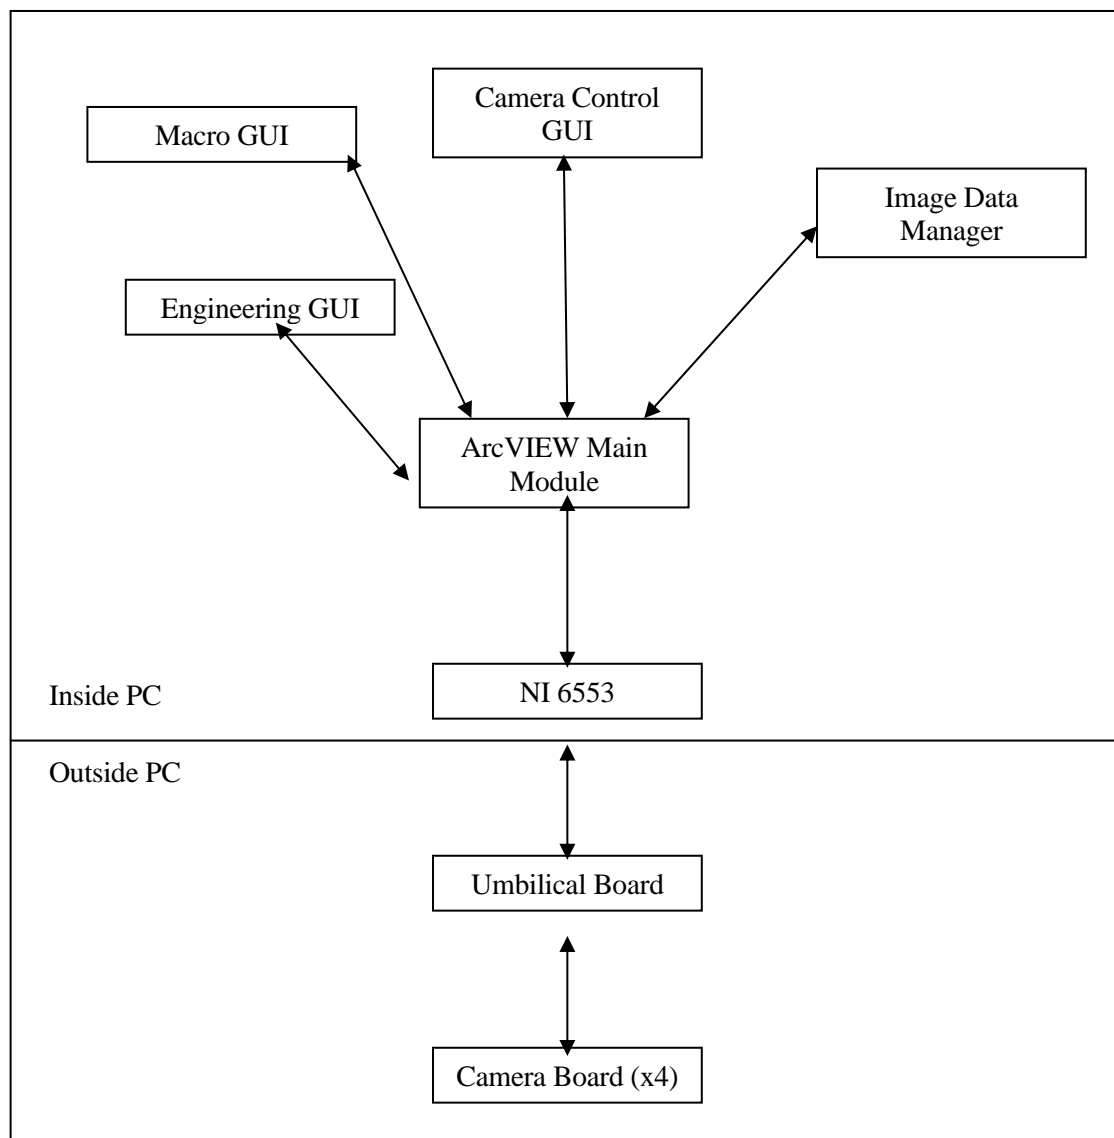 Camera Control
GUI
Macro GUI
Image Data
Manager
Engineering GUI
ArcVIEW Main
Module
NI 6553
Inside PC
Outside PC
Umbilical Board
Camera Board (x4)